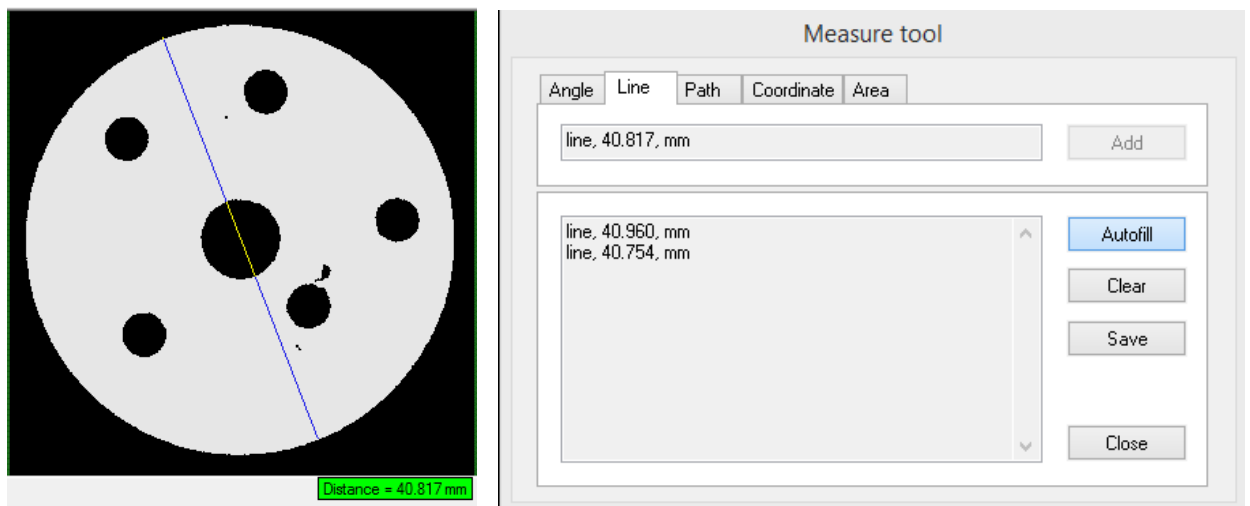 Distance = 40.817 mm
Measure tool
Angle Line Path Coordinate Area
line, 40.817, mm
Add
line, 40.960, mm
line, 40.754, mm
Autofill
Clear
Save
Close